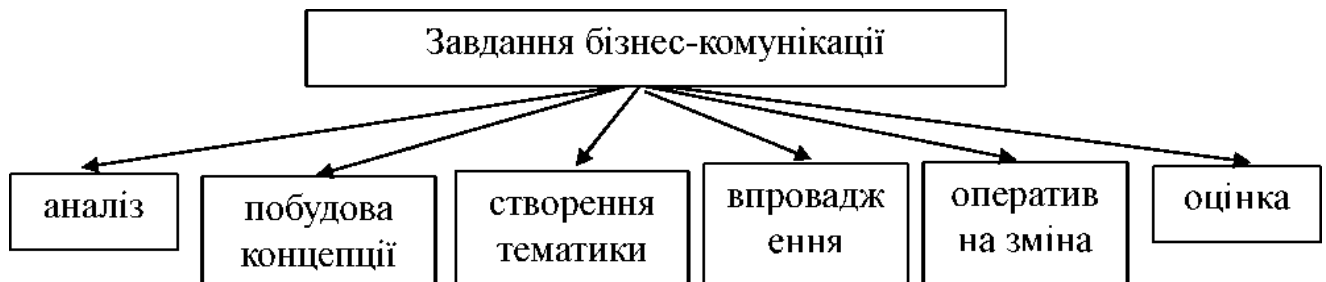 Завдання бізнес-комунікації
аналіз
побудова
концепції
створення
тематики
впровадж
ення
оператив
на зміна
оцінка